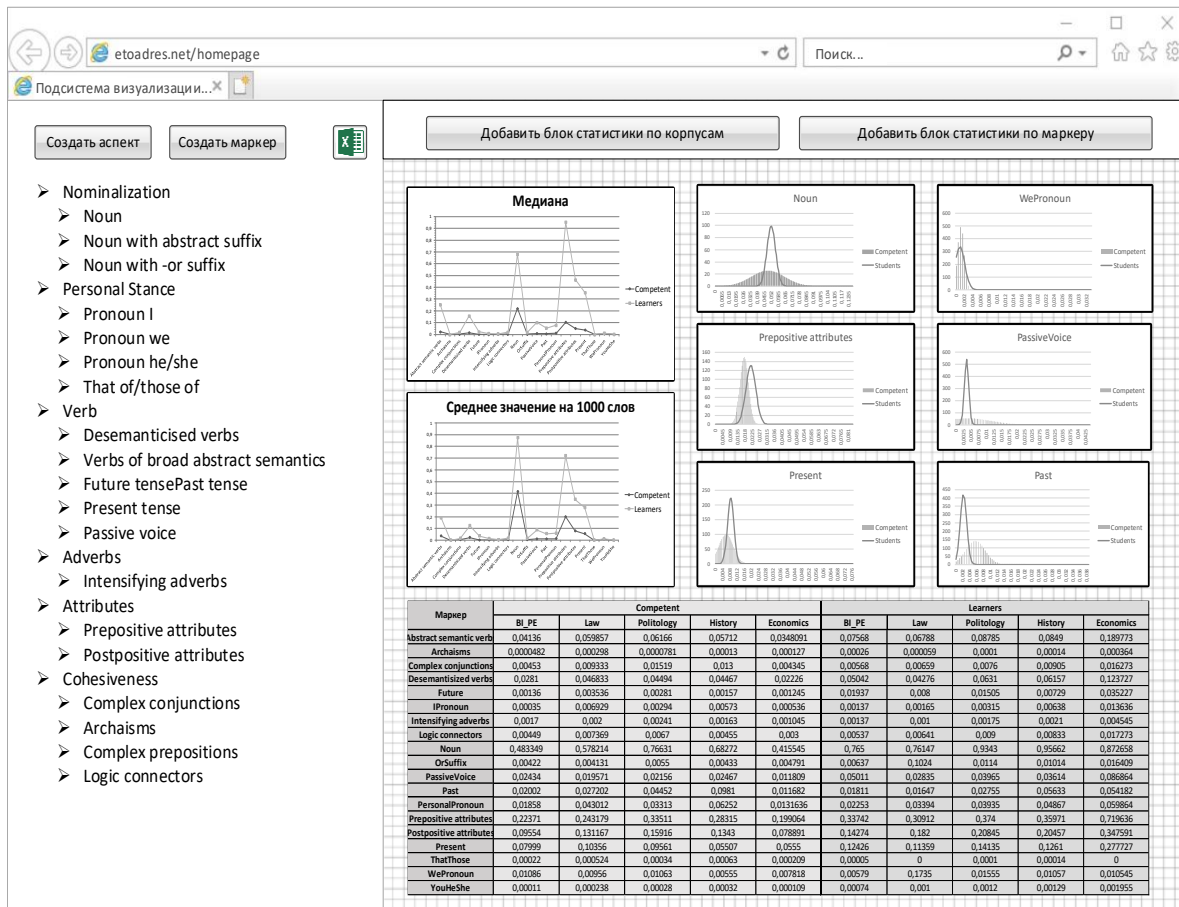 etoadres.net/homepage
Поиск...
Подсистема визуализации...
Создать аспект
Создать маркер
Добавить блок статистики по корпусам
Добавить блок статистики по маркеру
Nominalization
Noun
Noun with abstract suffix
Noun with -or suffix
Personal Stance
Pronoun I
Pronoun we
Pronoun he/she
That of/those of
Verb
Desemanticised verbs
Verbs of broad abstract semantics
Future tensePast tense
Present tense
Passive voice
Adverbs
Intensifying adverbs
Attributes
Prepositive attributes
Postpositive attributes
Cohesiveness
Complex conjunctions
Archaisms
Complex prepositions
Logic connectors
Медиана
Competent
Learners
Среднее значение на 1000 слов
Competent
Learners
Noun
Competent
Students
WePronoun
Competent
Students
Prepositive attributes
Competent
Students
PassiveVoice
Competent
Students
Present
Competent
Students
Past
Competent
Students
Маркер Competent Learners
BI_PE Law Politology History Economics BI_PE Law Politology History Economics
Abstract semantic verb 0,04136 0,059857 0,06166 0,05712 0,0348091 0,07568 0,06788 0,08785 0,0849 0,189773
Archaisms 0,0000482 0,000298 0,0000781 0,00013 0,000127 0,00026 0,000059 0,0001 0,00014 0,000364
Complex conjunctions 0,00453 0,009333 0,01519 0,013 0,004345 0,00568 0,00659 0,0076 0,00905 0,016273
Desemantisized verbs 0,0281 0,046833 0,04494 0,04467 0,02226 0,05042 0,04276 0,0631 0,06157 0,123727
Future 0,00136 0,003536 0,00281 0,00157 0,001245 0,01937 0,008 0,01505 0,00729 0,035227
IPronoun 0,00035 0,006929 0,00294 0,00573 0,000536 0,00137 0,00165 0,00315 0,00638 0,013636
Intensifying adverbs 0,0017 0,002 0,00241 0,00163 0,001045 0,00137 0,001 0,00175 0,0021 0,004545
Logic connectors 0,00449 0,007369 0,0067 0,00455 0,003 0,00537 0,00641 0,009 0,00833 0,017273
Noun 0,483349 0,578214 0,76631 0,68272 0,415545 0,765 0,76147 0,9343 0,95662 0,872658
OrSuffix 0,00422 0,004131 0,0055 0,00433 0,004791 0,00637 0,1024 0,0114 0,01014 0,016409
PassiveVoice 0,02434 0,019571 0,02156 0,02467 0,011809 0,05011 0,02835 0,03965 0,03614 0,086864
Past 0,02002 0,027202 0,04452 0,0981 0,011682 0,01811 0,01647 0,02755 0,05633 0,054182
PersonalPronoun 0,01858 0,043012 0,03313 0,06252 0,0131636 0,02253 0,03394 0,03935 0,04867 0,059864
Prepositive attributes 0,22371 0,243179 0,33511 0,28315 0,199064 0,33742 0,30912 0,374 0,35971 0,719636
Postpositive attributes 0,09554 0,131167 0,15916 0,1343 0,078891 0,14274 0,182 0,20845 0,20457 0,347591
Present 0,07999 0,10356 0,09561 0,05507 0,0555 0,12426 0,11359 0,14135 0,1261 0,277727
ThatThose 0,00022 0,000524 0,00034 0,00063 0,000209 0,00005 0 0,0001 0,00014 0
WePronoun 0,01086 0,00956 0,01063 0,00555 0,007818 0,00579 0,1735 0,01555 0,01057 0,010545
YouHeShe 0,00011 0,000238 0,00028 0,00032 0,000109 0,00074 0,001 0,0012 0,00129 0,001955